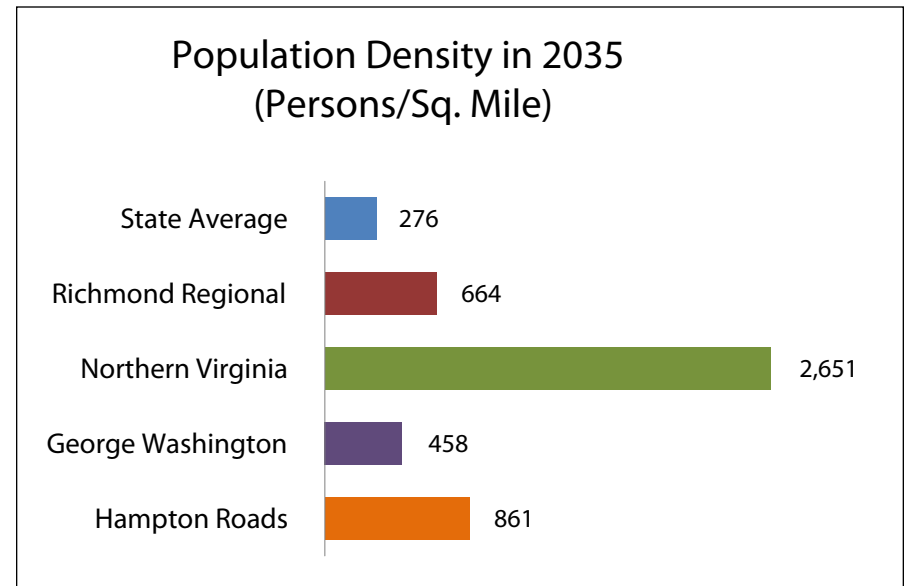 Population Density in 2035
(Persons/Sq. Mile)
State Average 276
Richmond Regional 664
Northern Virginia 2,651
George Washington 458
Hampton Roads 861